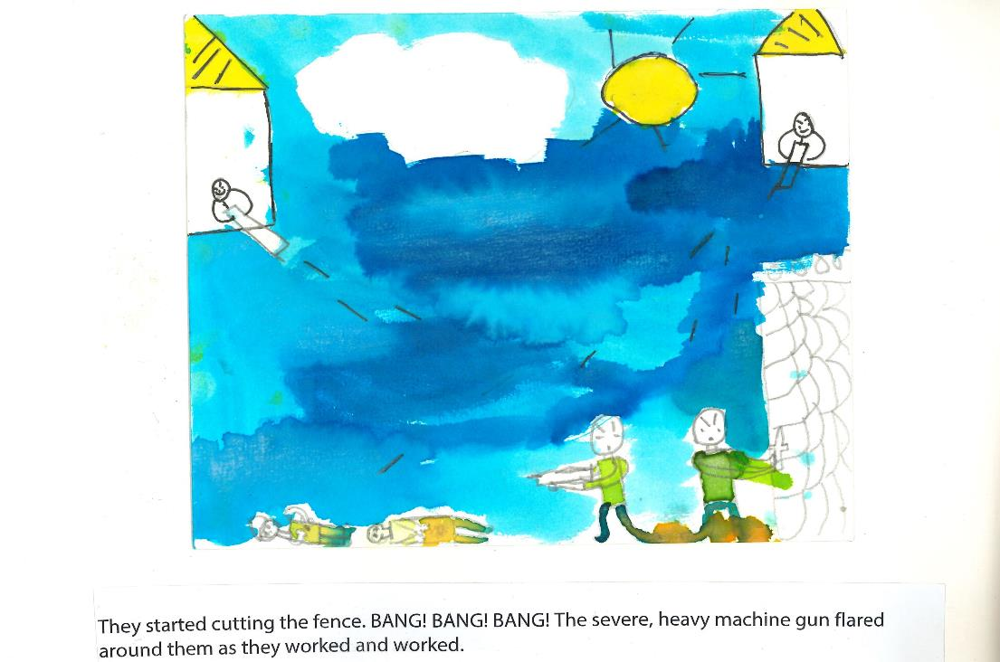 They started cutting the fence. BANG! BANG! BANG! The severe, heavy machine gun flared
around them as they worked and worked.